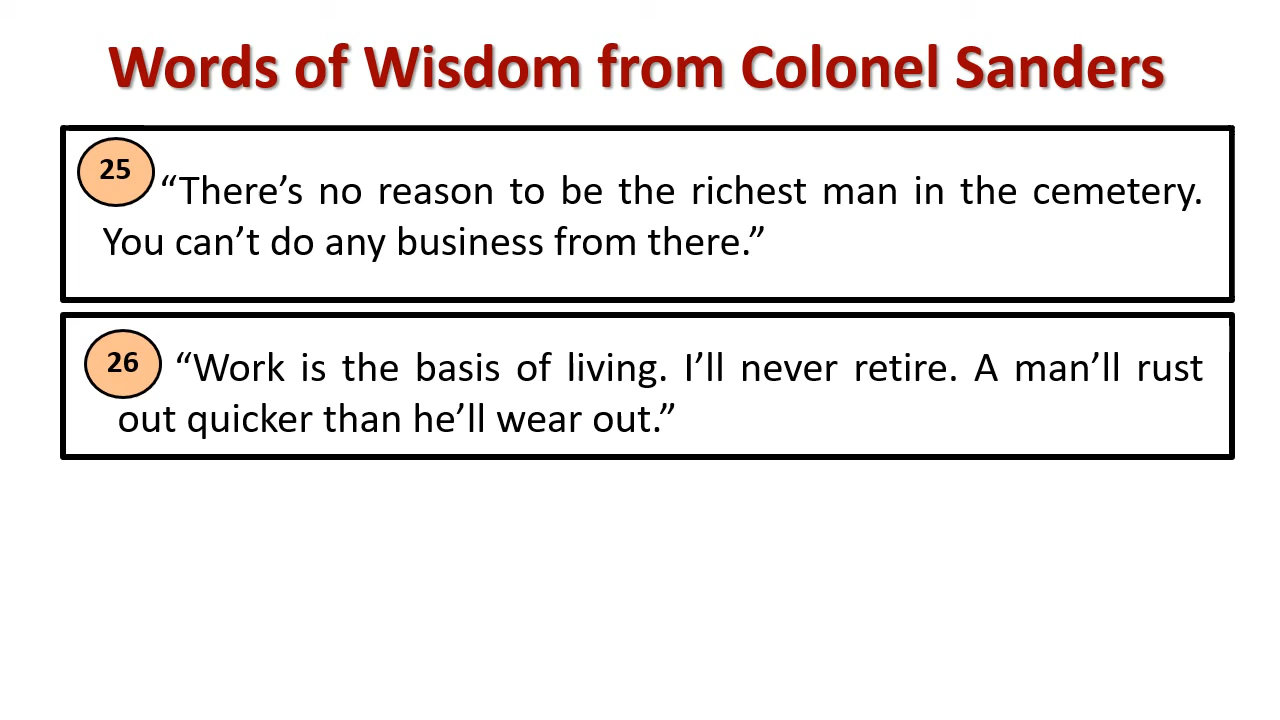 Words of Wisdom from Colonel Sanders
25
“There’s no reason to be the richest man in the cemetery.
You can’t do any business from there.”
26
“Work is the basis of living. I’ll never retire. A man’ll rust
out quicker than he’ll wear out.”